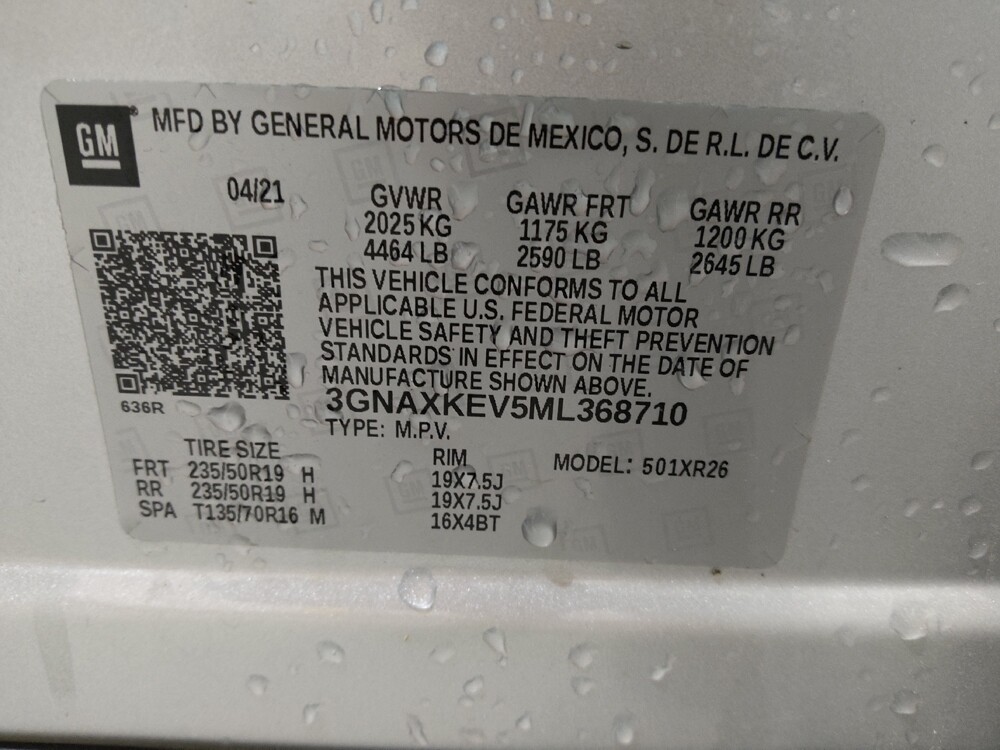 GM ® MFD BY GENERAL MOTORS DE MEXICO, S. DE R.L. DE C.V.
04/21 GVWR GAWR FRT GAWR RR
2025 KG 1175 KG 1200 KG
4464 LB 2590 LB 2645 LB
THIS VEHICLE CONFORMS TO ALL
APPLICABLE U.S. FEDERAL MOTOR
VEHICLE SAFETY AND THEFT PREVENTION
STANDARDS IN EFFECT ON THE DATE OF
MANUFACTURE SHOWN ABOVE.
636R 3GNAXKEV5ML368710
TYPE: M.P.V.
TIRE SIZE RIM MODEL: 501XR26
FRT 235/50R19 H 19X7.5J
RR 235/50R19 H 19X7.5J
SPA T135/70R16 M 16X4BT